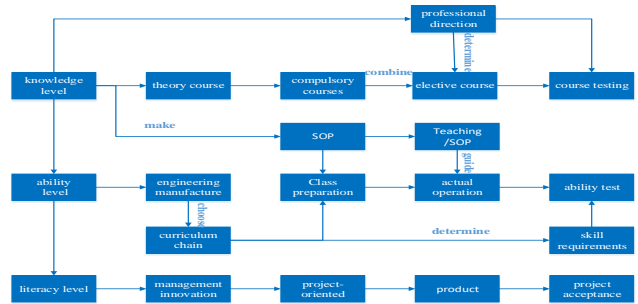 professional
direction
determine
knowledge
level
theory course
compulsory
courses
combine
elective course
course testing
make
SOP
Teaching
/SOP
guide
ability
level
engineering
manufacture
Class
preparation
actual
operation
ability test
choose
curriculum
chain
determine
skill
requirements
literacy level
management
innovation
project-
oriented
product
project
acceptance